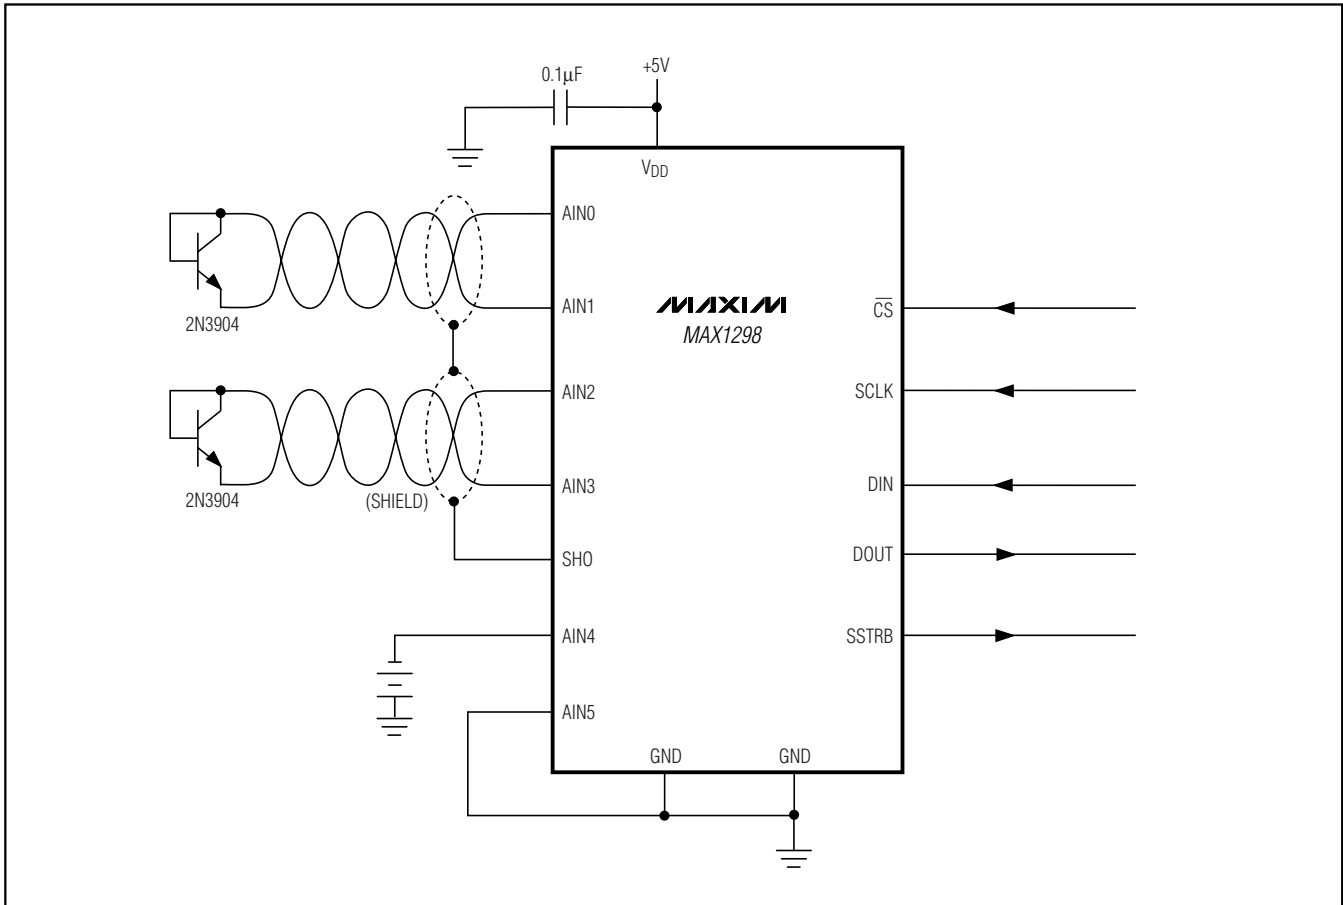 +5V
0.1µF
VDD
AIN0
AIN1
2N3904
MAXIM
MAX1298
CS
AIN2
SCLK
AIN3
DIN
2N3904
(SHIELD)
SHO
DOUT
AIN4
SSTRB
AIN5
GND
GND